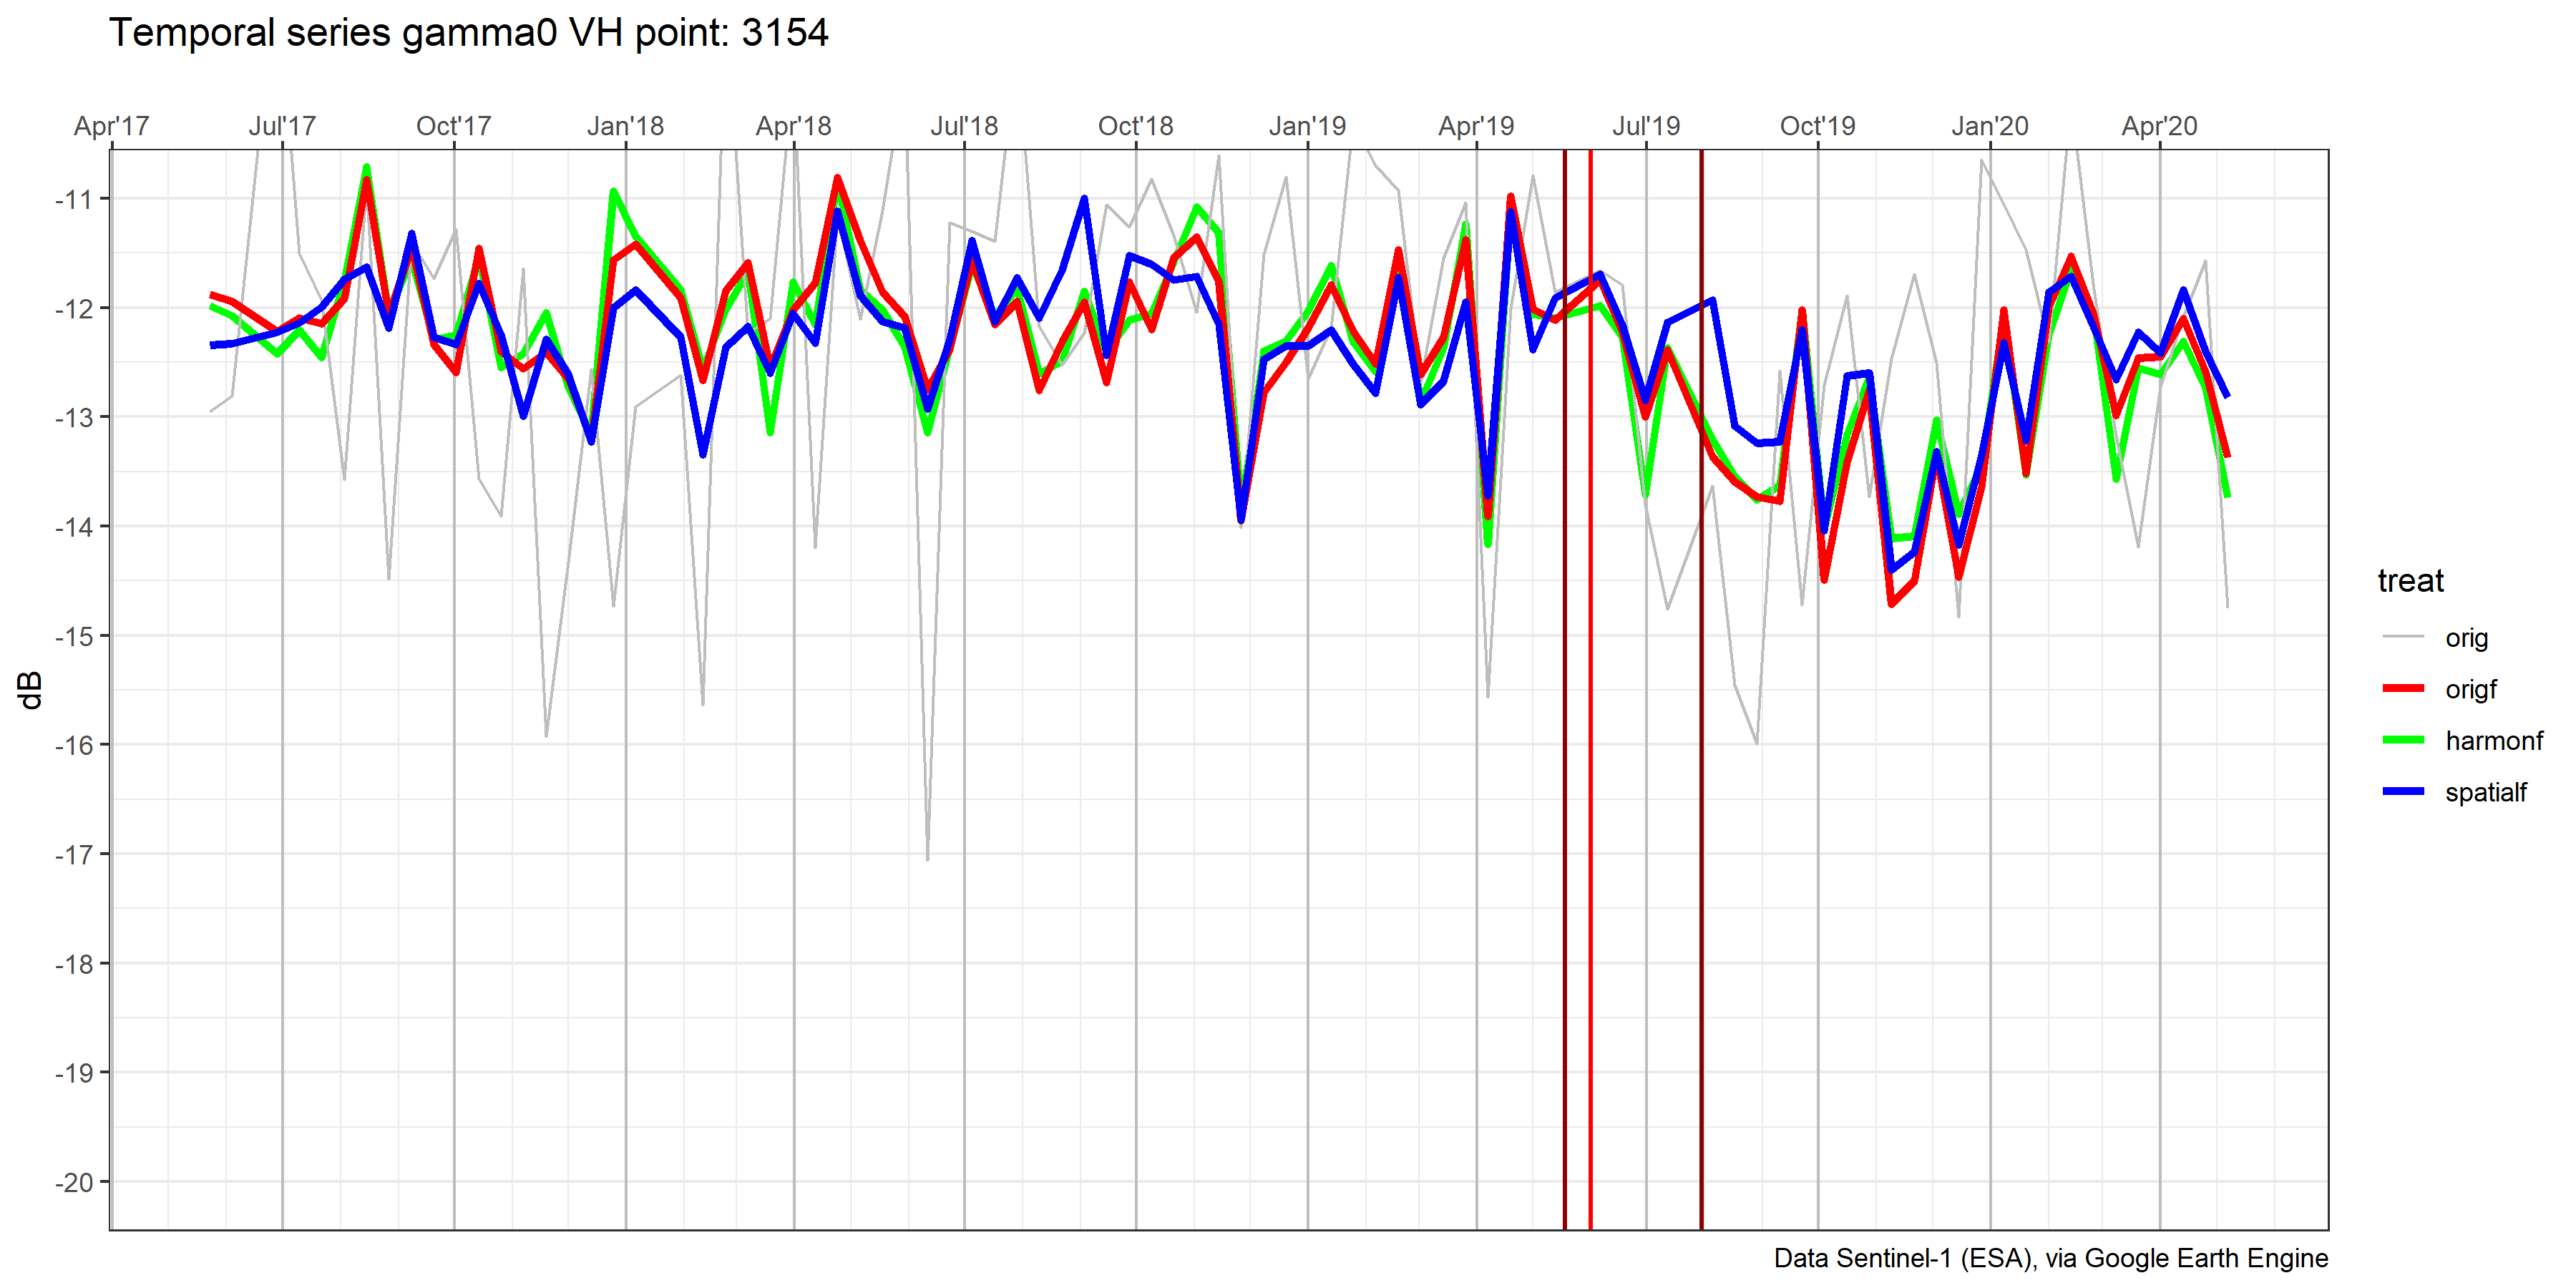 Temporal series gamma0 VH point: 3154
Apr'17 Jul'17 Oct'17 Jan'18 Apr'18 Jul'18 Oct'18 Jan'19 Apr'19 Jul'19 Oct'19 Jan'20 Apr'20
-11
-12
-13
-14
-15
-16
-17
-18
-19
-20
dB
treat
orig
origf
harmonf
spatialf
Data Sentinel-1 (ESA), via Google Earth Engine